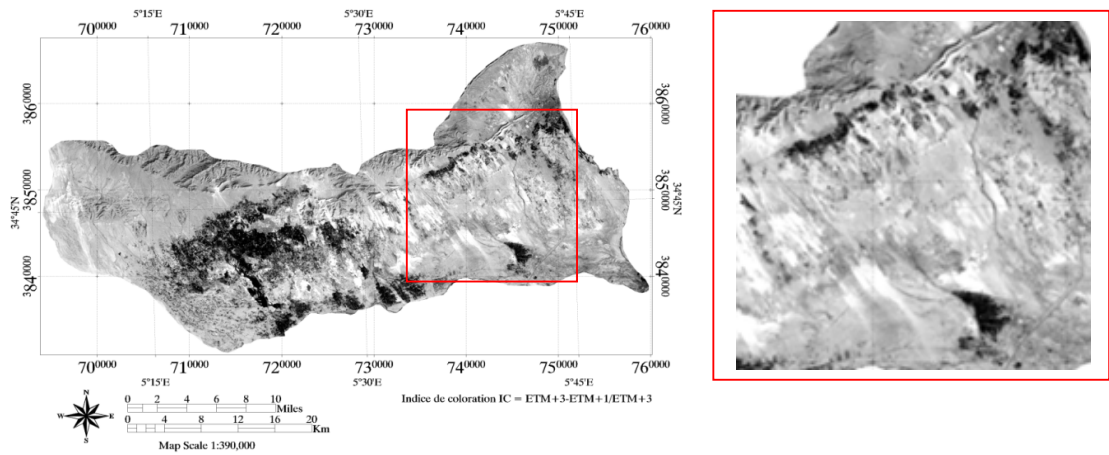 5°15'E 5°30'E 5°45'E
700000 710000 720000 730000 740000 750000 760000
3860000 3860000
3850000 3850000
34°45'N 34°45'N
3840000 3840000
700000 710000 720000 730000 740000 750000 760000
5°15'E 5°30'E 5°45'E
N
W E
S
0 2 4 6 8 10
Miles
0 4 8 12 16 20
Km
Map Scale 1:390,000
Indice de coloration IC = ETM+3-ETM+1/ETM+3